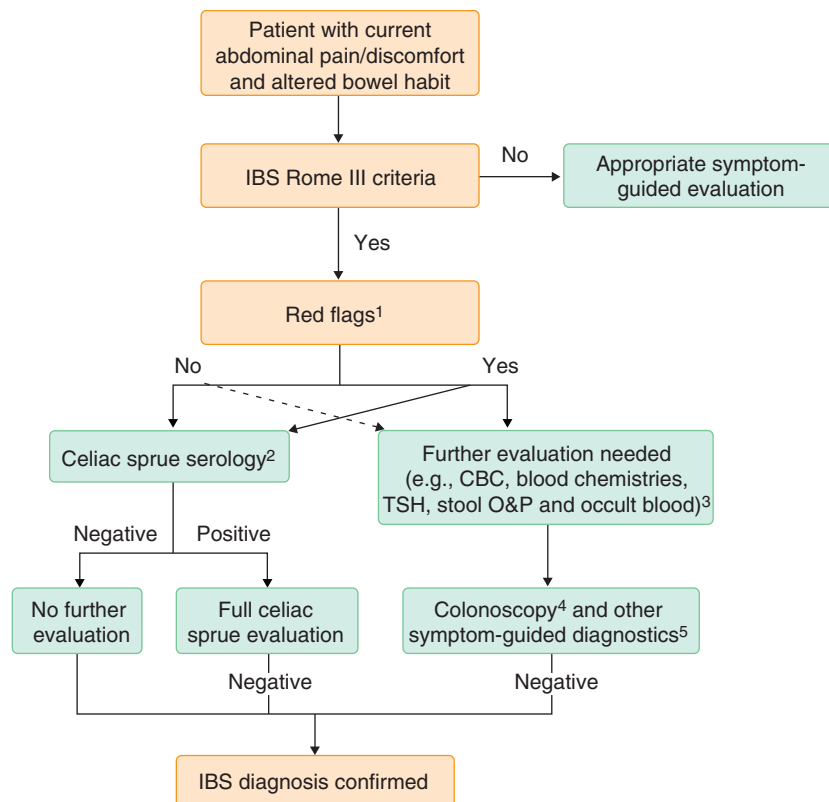 Patient with current
abdominal pain/discomfort
and altered bowel habit
IBS Rome III criteria
No
Appropriate symptom-
guided evaluation
Yes
Red flags¹
No
Yes
Celiac sprue serology²
Further evaluation needed
(e.g., CBC, blood chemistries,
TSH, stool O&P and occult blood)³
Negative
Positive
No further
evaluation
Full celiac
sprue evaluation
Colonoscopy⁴ and other
symptom-guided diagnostics⁵
Negative
Negative
IBS diagnosis confirmed